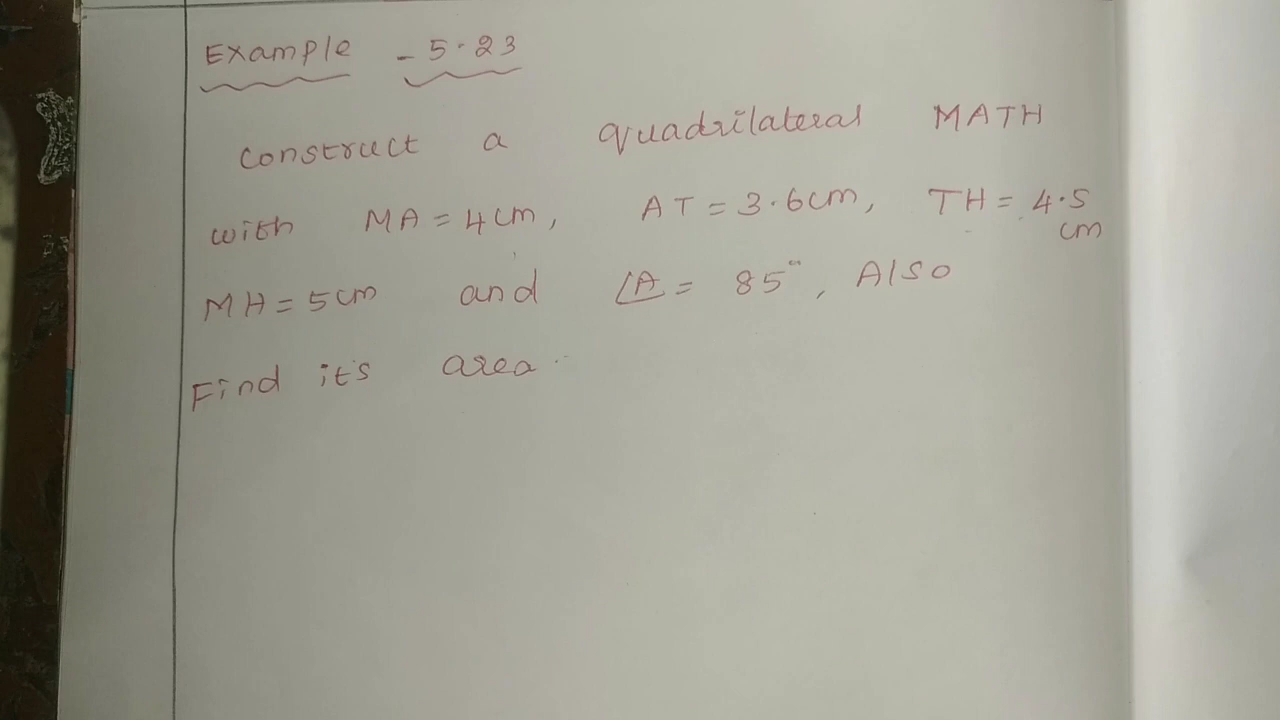 Example - 5.23
Construct a quadrilateral MATH
with MA = 4cm, AT = 3.6cm, TH = 4.5
cm
MH = 5cm and ∠A = 85°, Also
Find it's area.